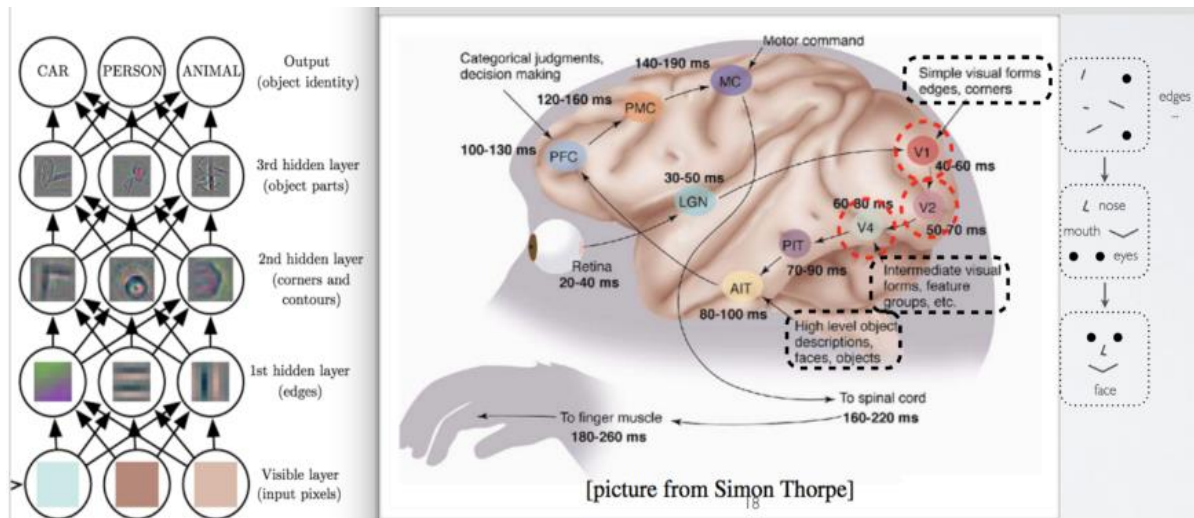 CAR
PERSON
ANIMAL
Output
(object identity)
3rd hidden layer
(object parts)
2nd hidden layer
(corners and
contours)
1st hidden layer
(edges)
Visible layer
(input pixels)
Categorical judgments,
decision making
Motor command
140-190 ms
MC
120-160 ms
PMC
100-130 ms
PFC
30-50 ms
LGN
Retina
20-40 ms
Simple visual forms
edges, corners
V1
40-60 ms
V2
50-70 ms
60-80 ms
V4
PIT
70-90 ms
AIT
80-100 ms
Intermediate visual
forms, feature
groups, etc.
High level object
descriptions,
faces, objects
To spinal cord
160-220 ms
To finger muscle
180-260 ms
[picture from Simon Thorpe]
18
edges
nose
mouth
eyes
face